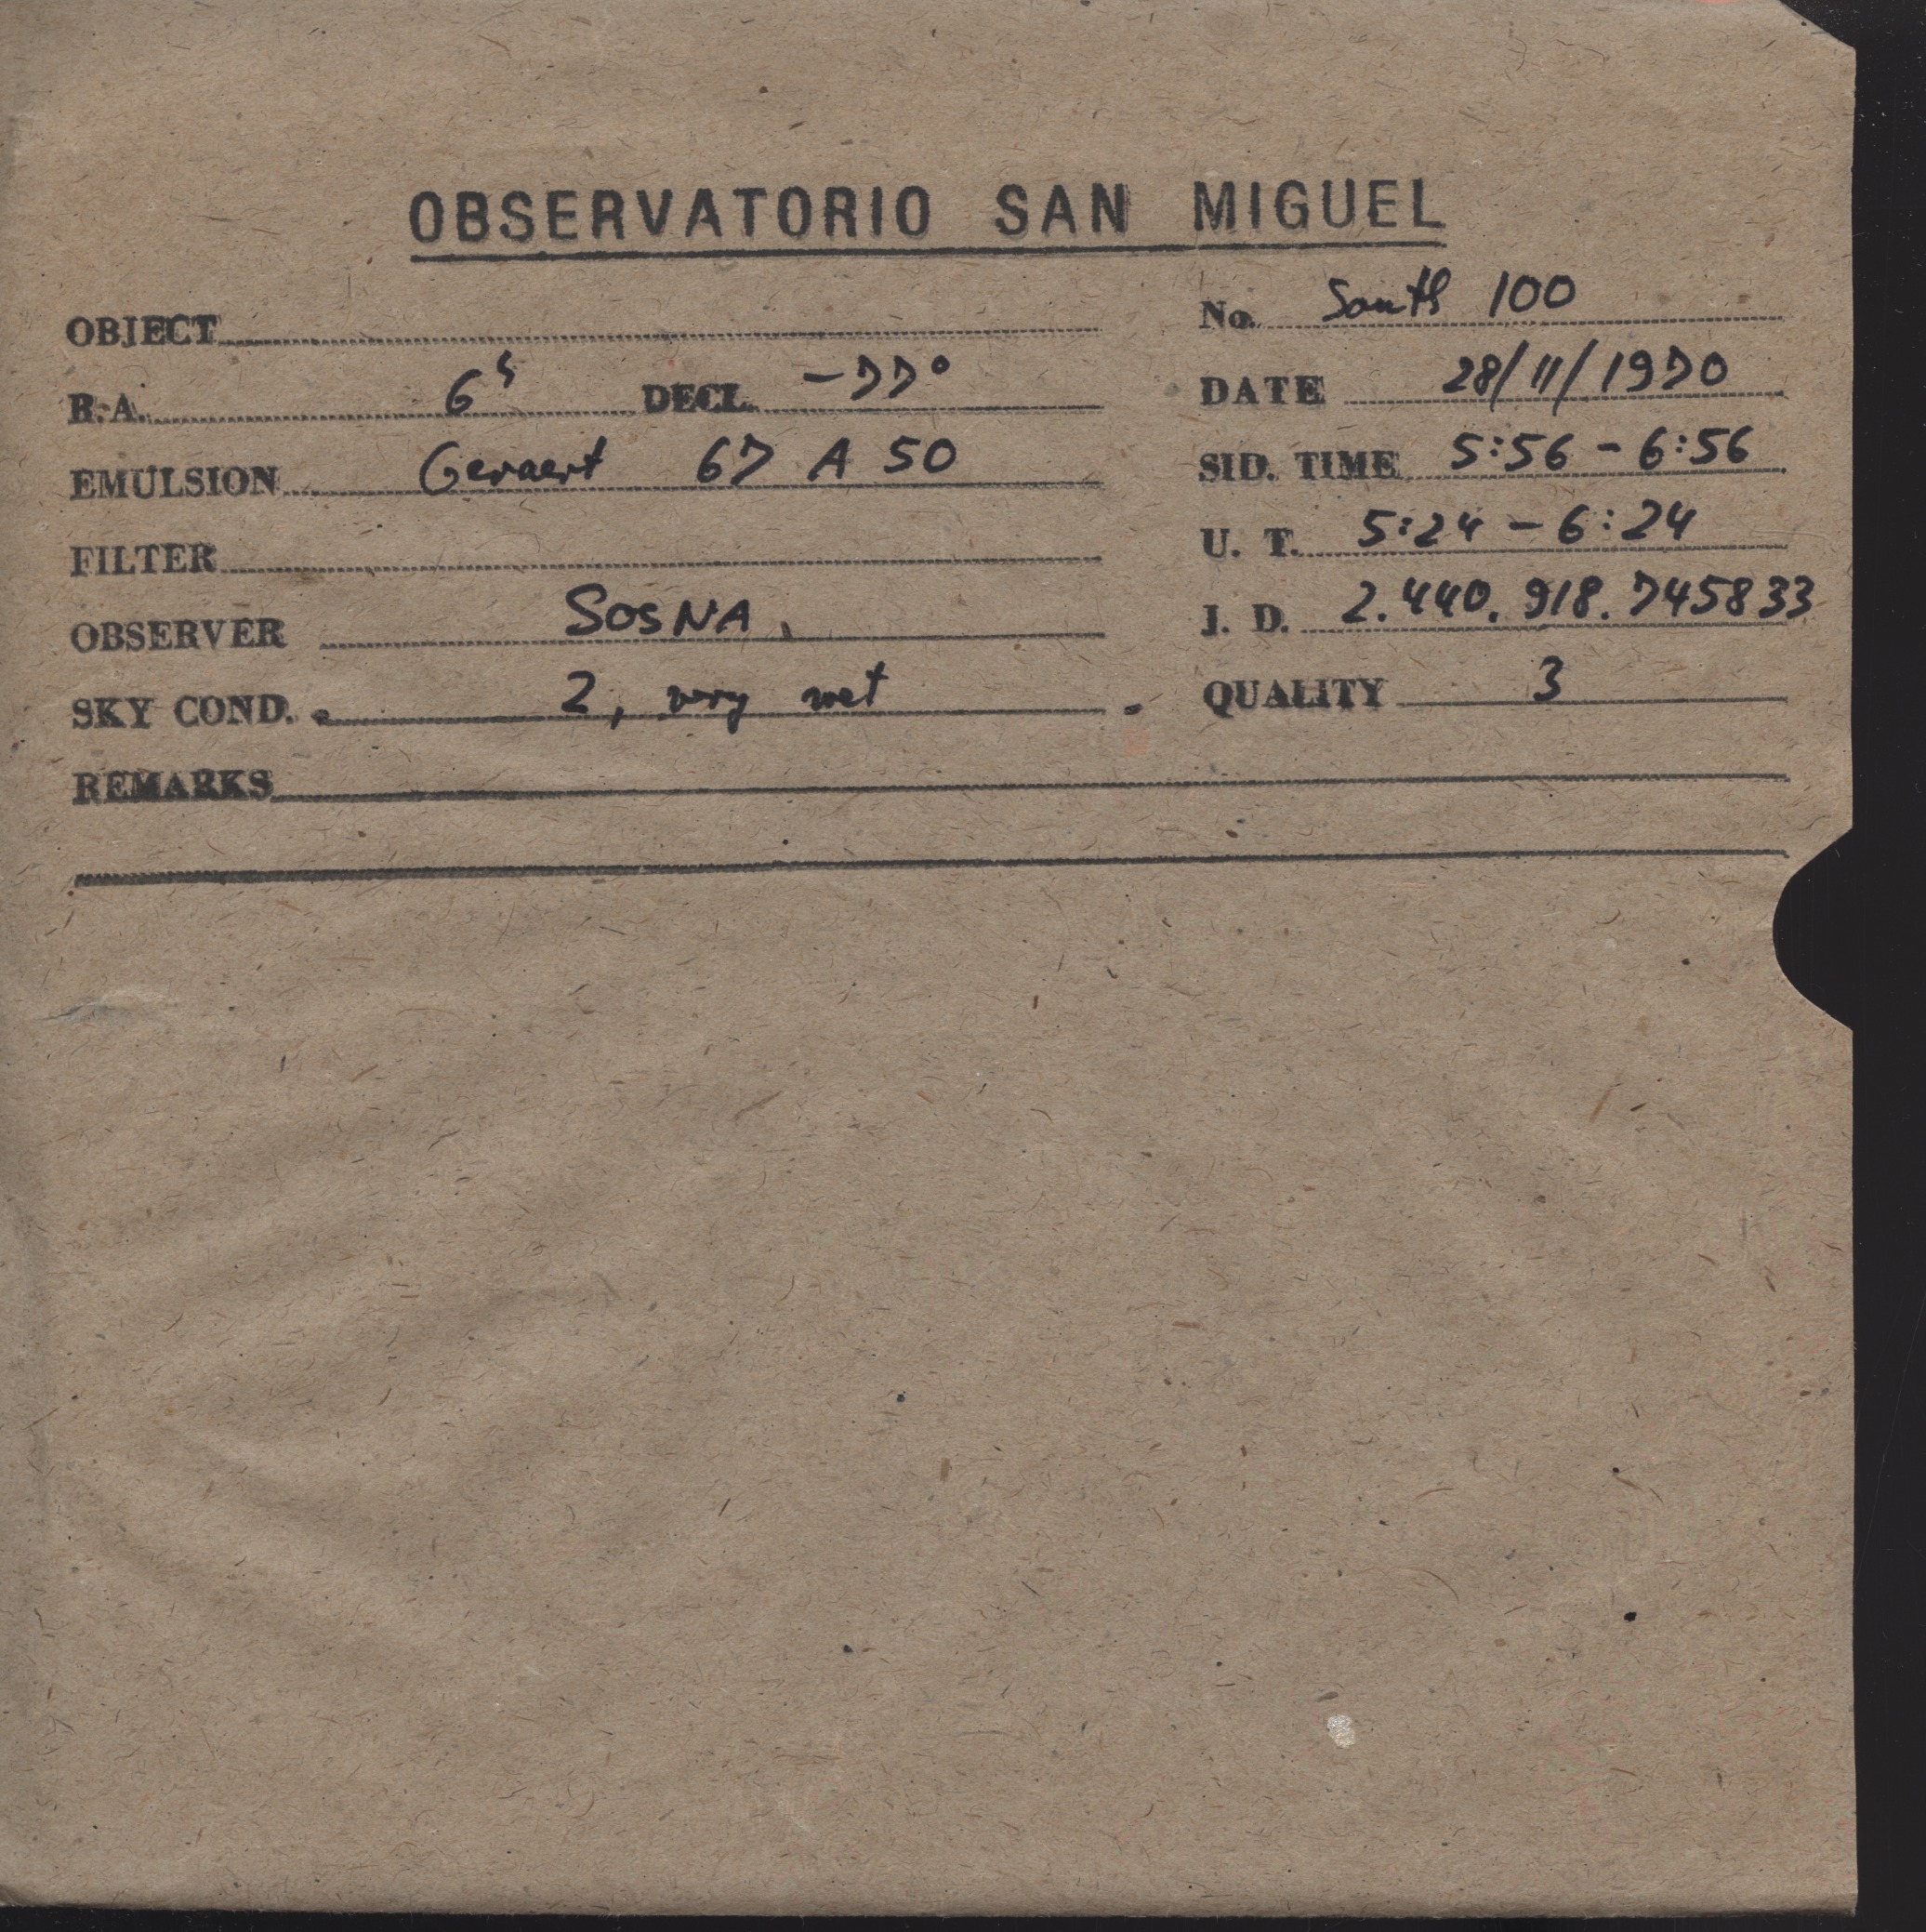 OBSERVATORIO SAN MIGUEL
OBJECT
No. South 100
R.A. 6h DECL. -77°
DATE 28/11/1970
EMULSION Gevaert 67 A 50
SID. TIME 5:56 - 6:56
FILTER
U. T. 5:24 - 6:24
OBSERVER SOSNA.
J. D. 2.440.918.745833
SKY COND. 2, very wet
QUALITY 3
REMARKS